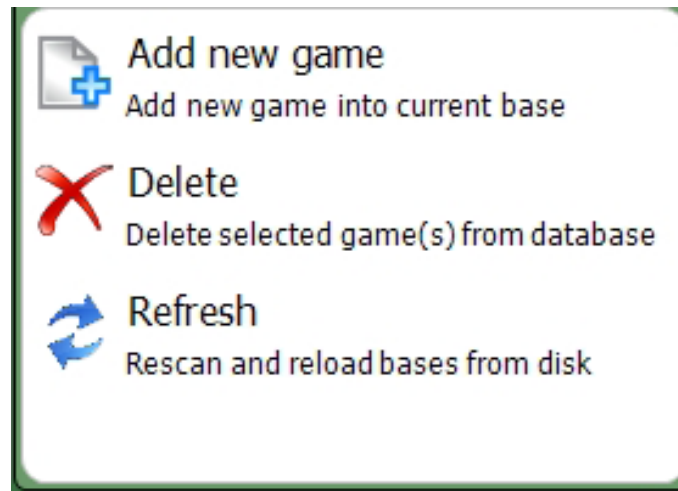 Add new game
Add new game into current base
Delete
Delete selected game(s) from database
Refresh
Rescan and reload bases from disk